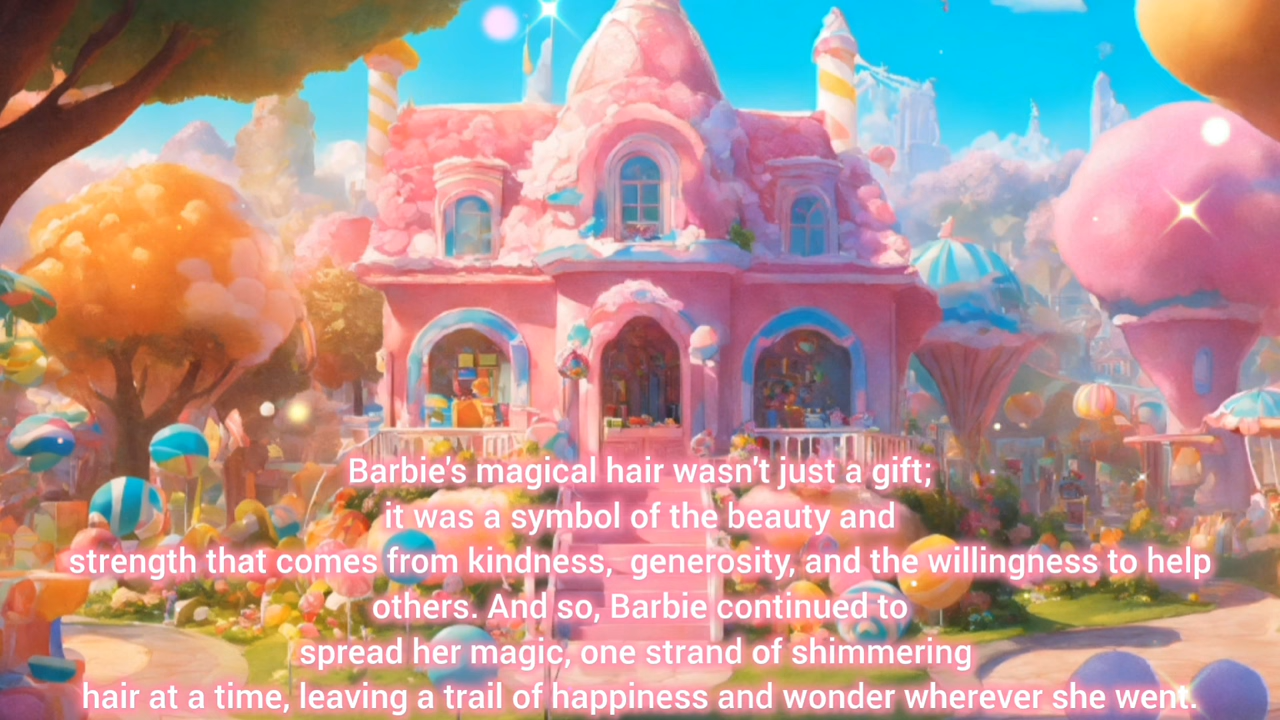 Barbie's magical hair wasn't just a gift;
it was a symbol of the beauty and
strength that comes from kindness,  generosity, and the willingness to help
others. And so, Barbie continued to
spread her magic, one strand of shimmering
hair at a time, leaving a trail of happiness and wonder wherever she went.